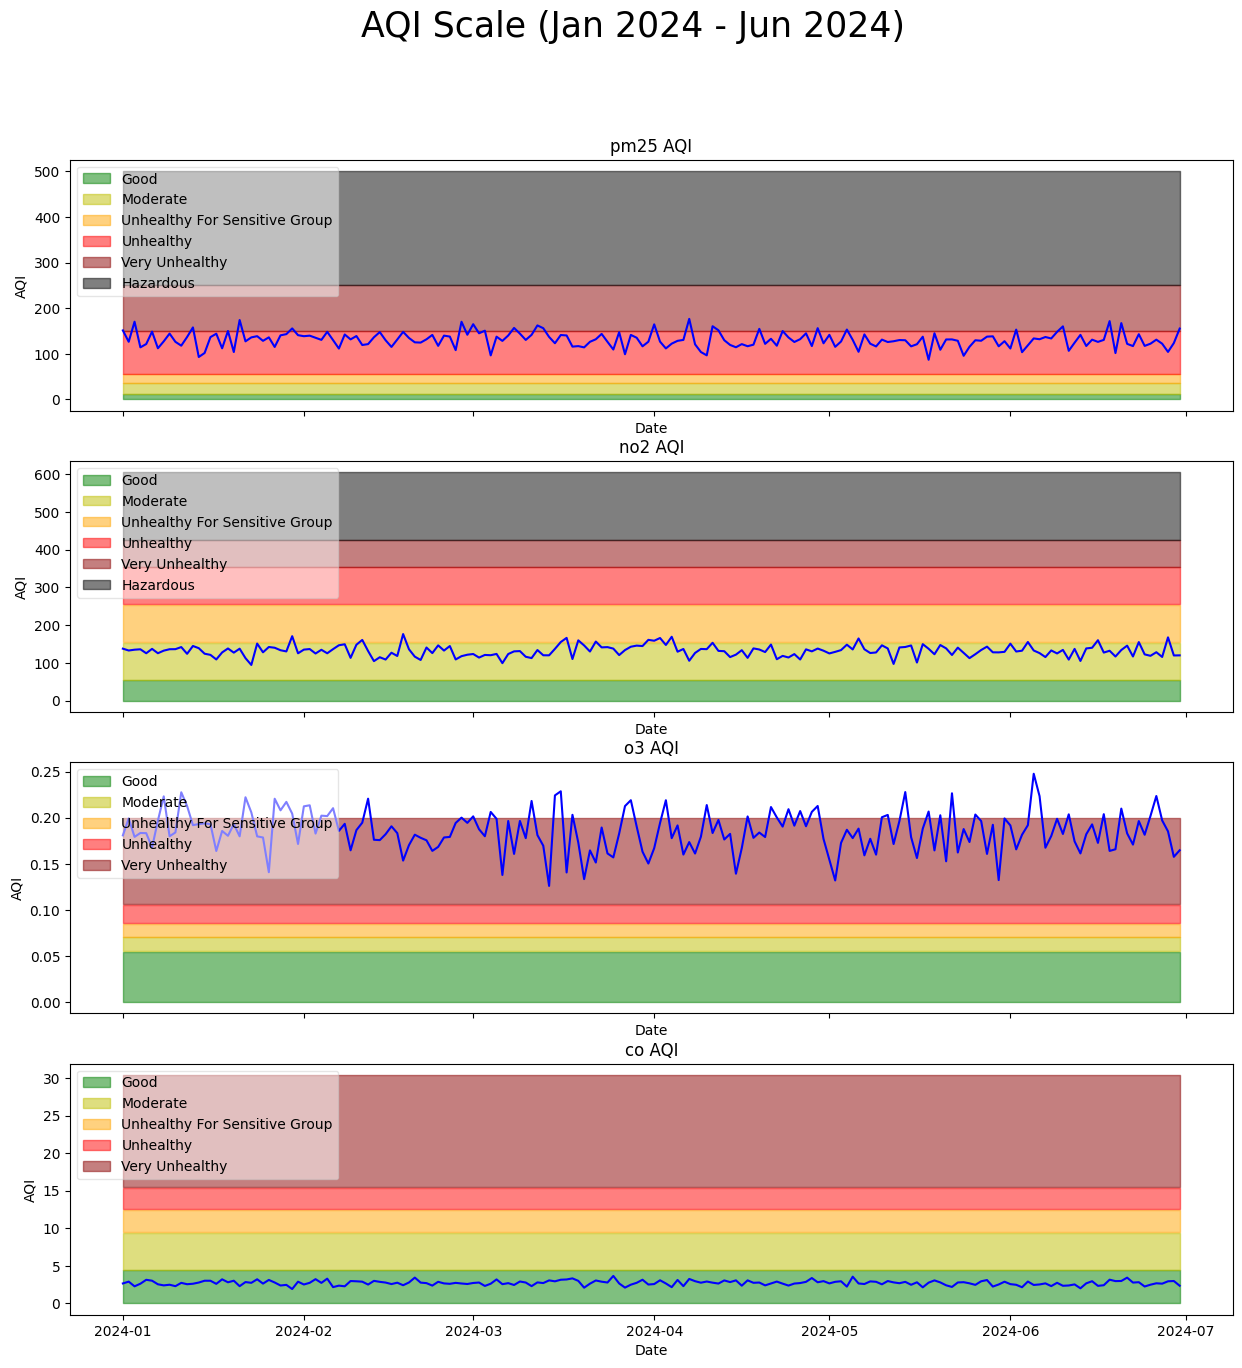 AQI Scale (Jan 2024 - Jun 2024)
pm25 AQI
500
400
300
200
100
0
AQI
Good
Moderate
Unhealthy For Sensitive Group
Unhealthy
Very Unhealthy
Hazardous
Date
no2 AQI
600
500
400
300
200
100
0
AQI
Good
Moderate
Unhealthy For Sensitive Group
Unhealthy
Very Unhealthy
Hazardous
Date
o3 AQI
0.25
0.20
0.15
0.10
0.05
0.00
AQI
Good
Moderate
Unhealthy For Sensitive Group
Unhealthy
Very Unhealthy
Date
co AQI
30
25
20
15
10
5
0
AQI
Good
Moderate
Unhealthy For Sensitive Group
Unhealthy
Very Unhealthy
2024-01 2024-02 2024-03 2024-04 2024-05 2024-06 2024-07
Date